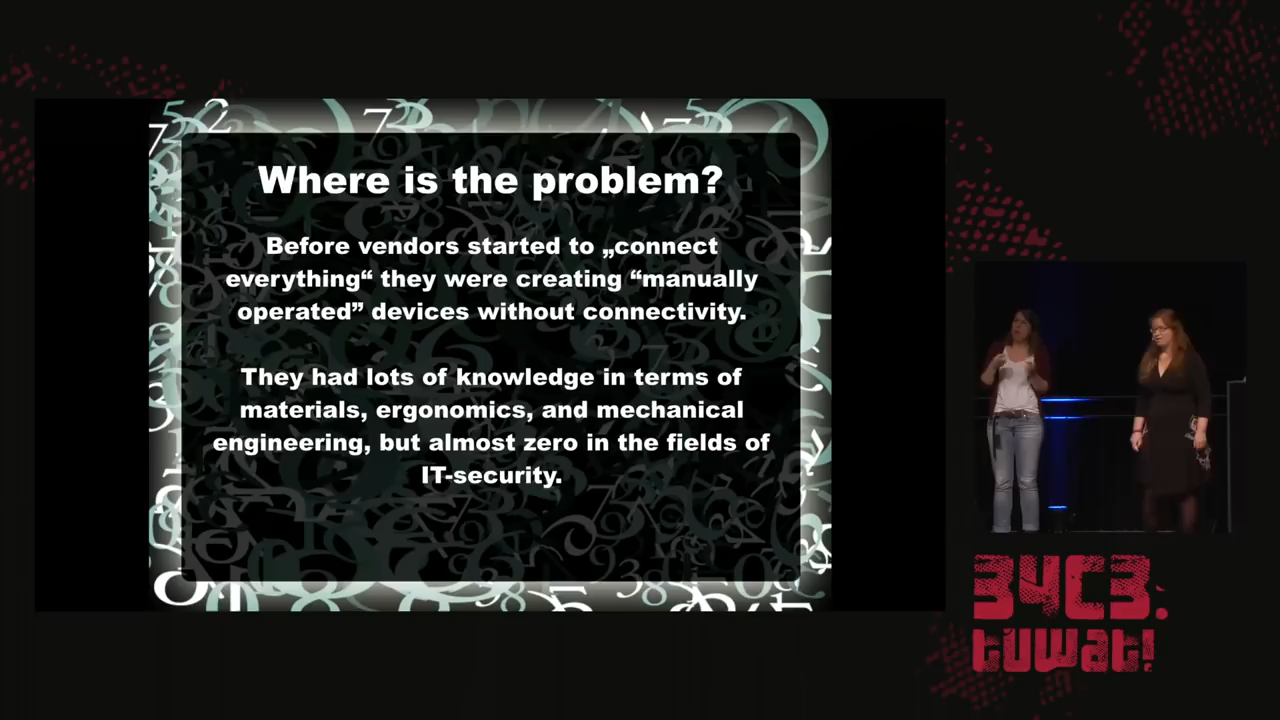 Where is the problem?
Before vendors started to „connect
everything“ they were creating “manually
operated” devices without connectivity.
They had lots of knowledge in terms of
materials, ergonomics, and mechanical
engineering, but almost zero in the fields of
IT-security.
34C3.
tuwat!